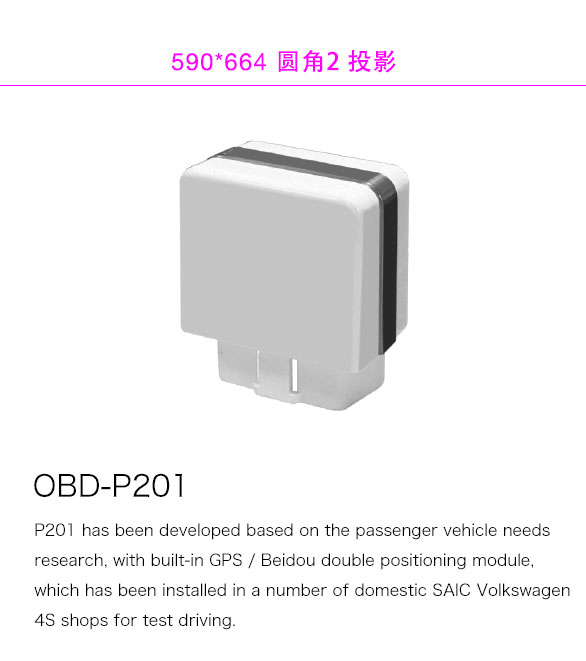 590*664 圆角2 投影
OBD-P201
P201 has been developed based on the passenger vehicle needs
research, with built-in GPS / Beidou double positioning module,
which has been installed in a number of domestic SAIC Volkswagen
4S shops for test driving.